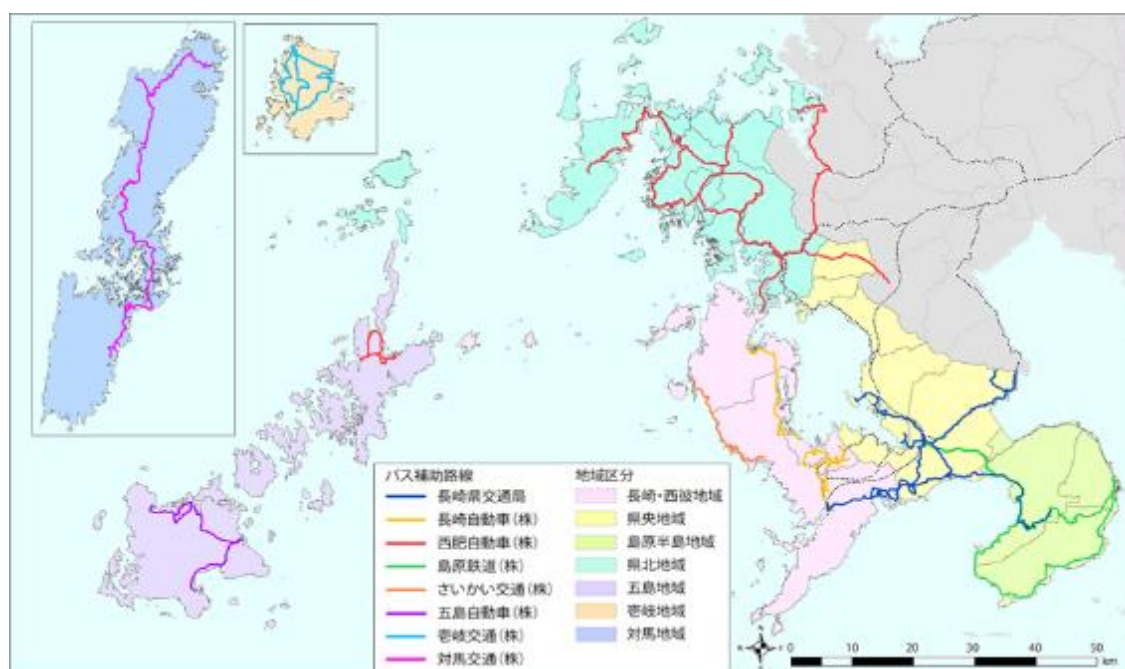 バス補助路線
長崎県交通局
長崎自動車(株)
西肥自動車(株)
島原鉄道(株)
さいかい交通(株)
五島自動車(株)
壱岐交通(株)
対馬交通(株)
地域区分
長崎・西彼地域
県央地域
島原半島地域
県北地域
五島地域
壱岐地域
対馬地域
0 10 20 30 40 50
km